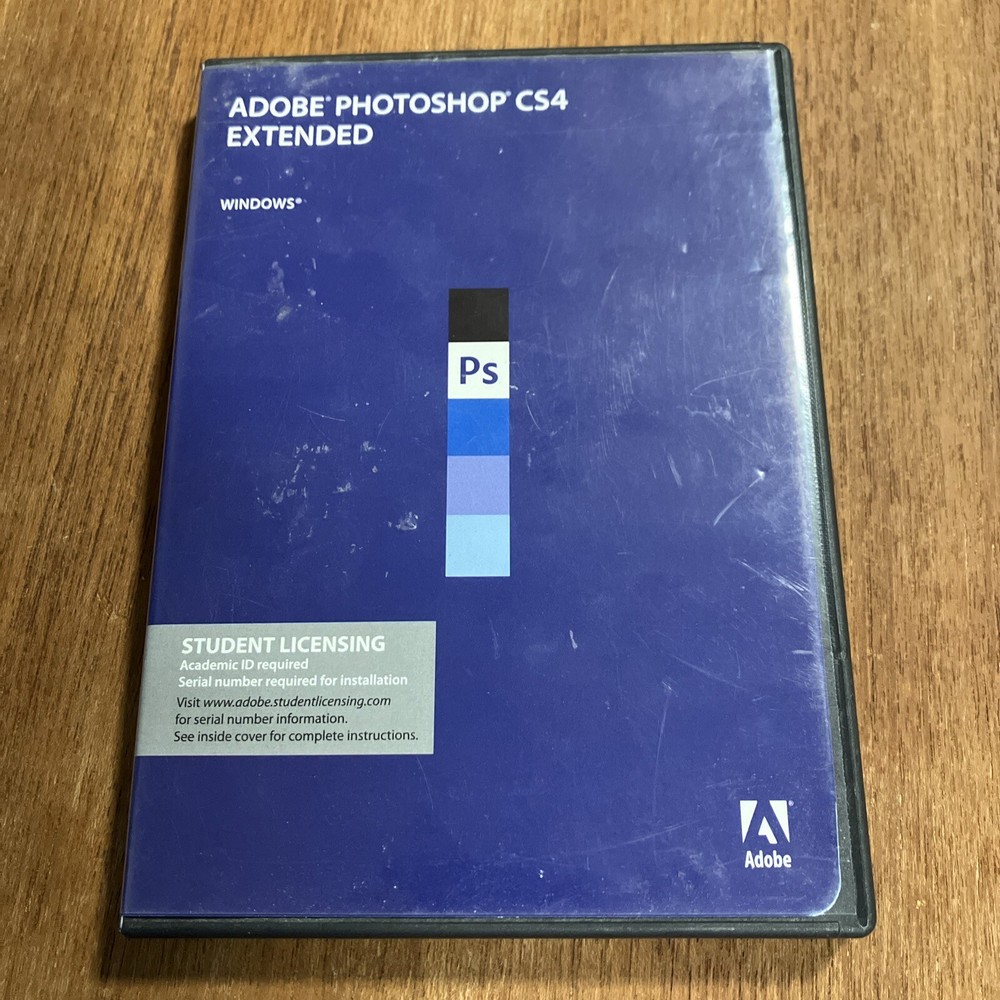 ADOBE® PHOTOSHOP® CS4
EXTENDED
WINDOWS®
Ps
STUDENT LICENSING
Academic ID required
Serial number required for installation
Visit www.adobe.studentlicensing.com
for serial number information.
See inside cover for complete instructions.
Adobe